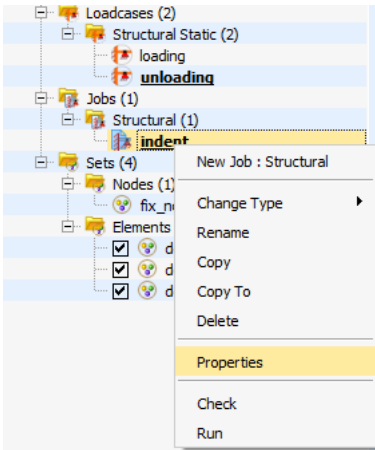 Loadcases (2)
Structural Static (2)
loading
unloading
Jobs (1)
Structural (1)
indent
Sets (4)
Nodes (1)
Elements
New Job : Structural
Change Type
Rename
Copy
Copy To
Delete
Properties
Check
Run